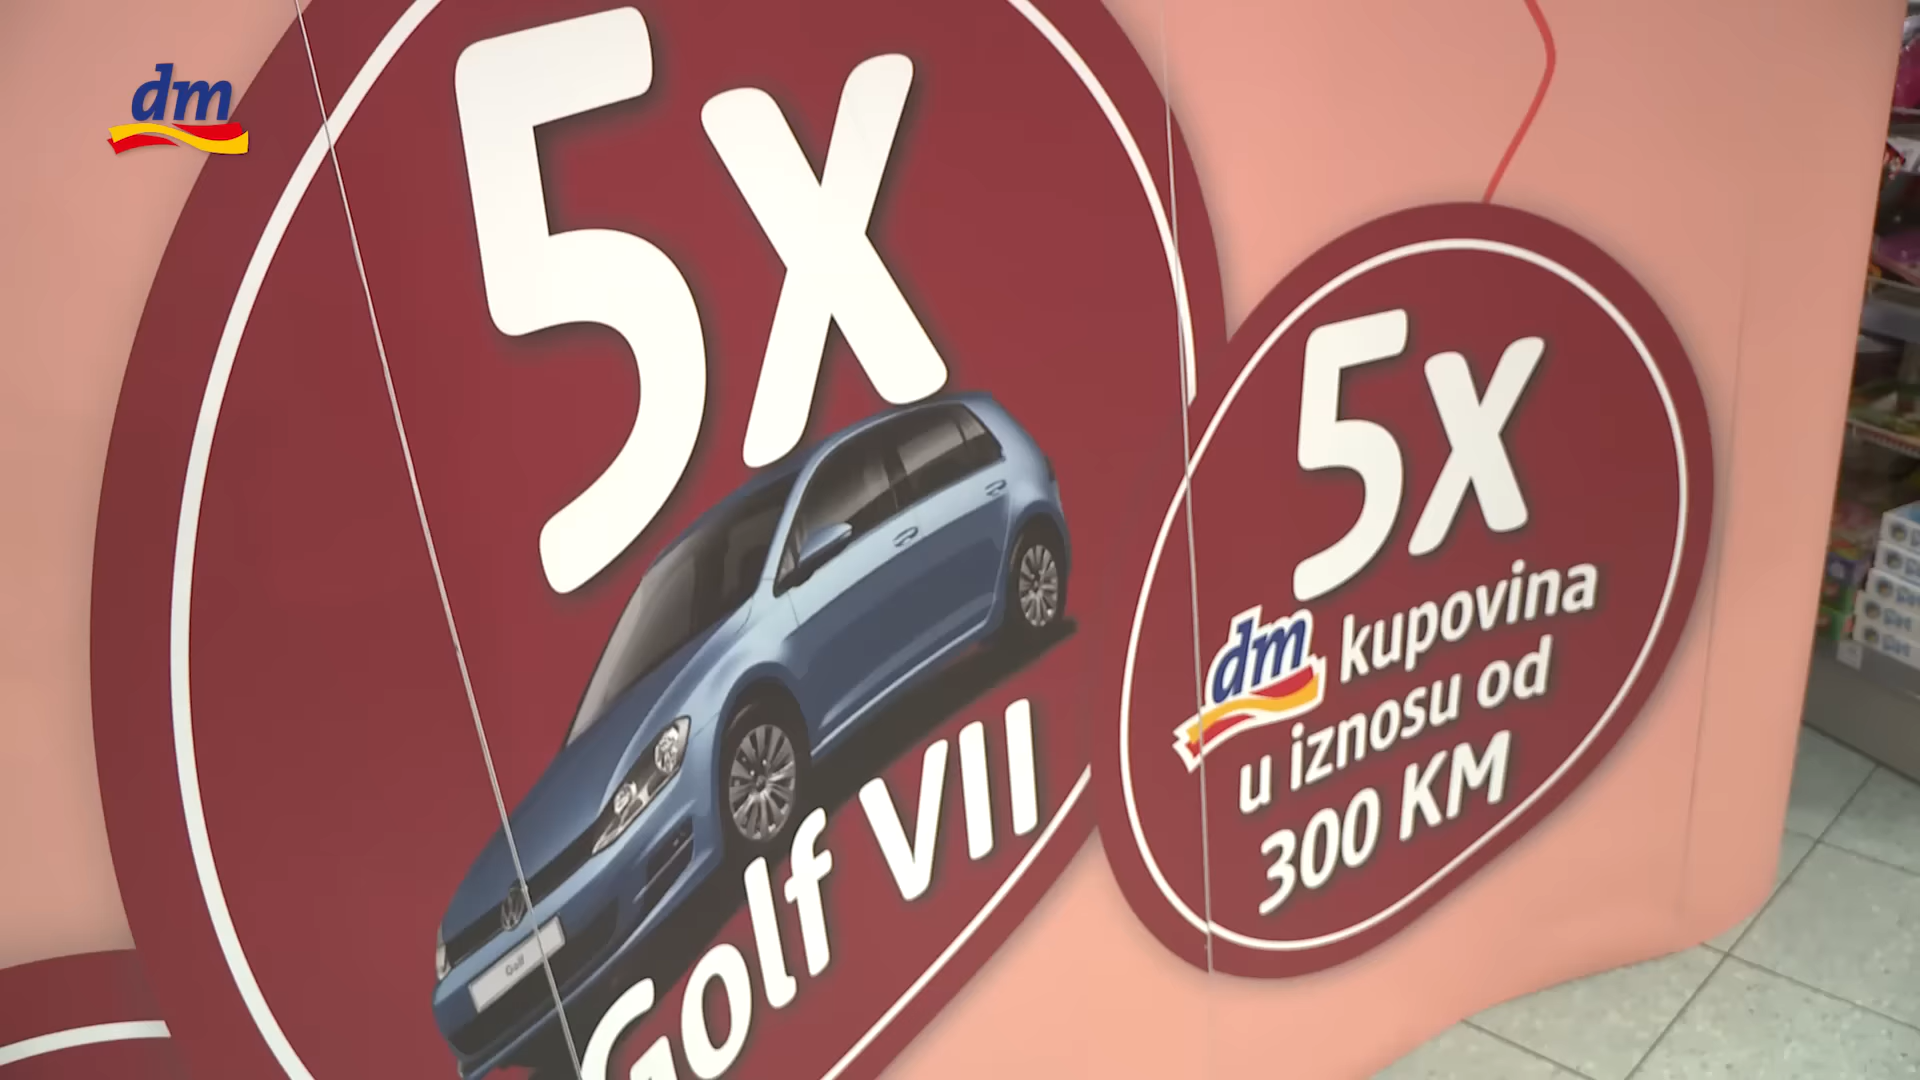 dm
5x
Golf
Golf VII
5x
dm kupovina
u iznosu od
300 KM